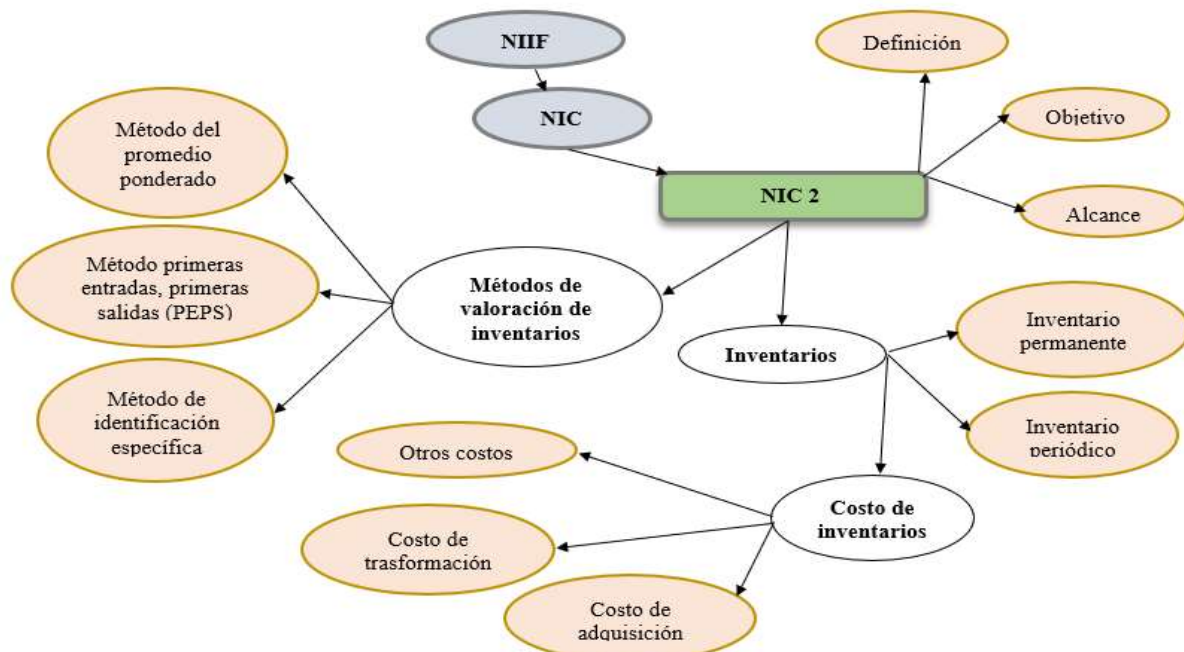 NIIF
NIC
NIC 2
Definición
Objetivo
Alcance
Métodos de
valoración de
inventarios
Método del
promedio
ponderado
Método primeras
entradas, primeras
salidas (PEPS)
Método de
identificación
específica
Inventarios
Inventario
permanente
Inventario
periódico
Costo de
inventarios
Otros costos
Costo de
trasformación
Costo de
adquisición